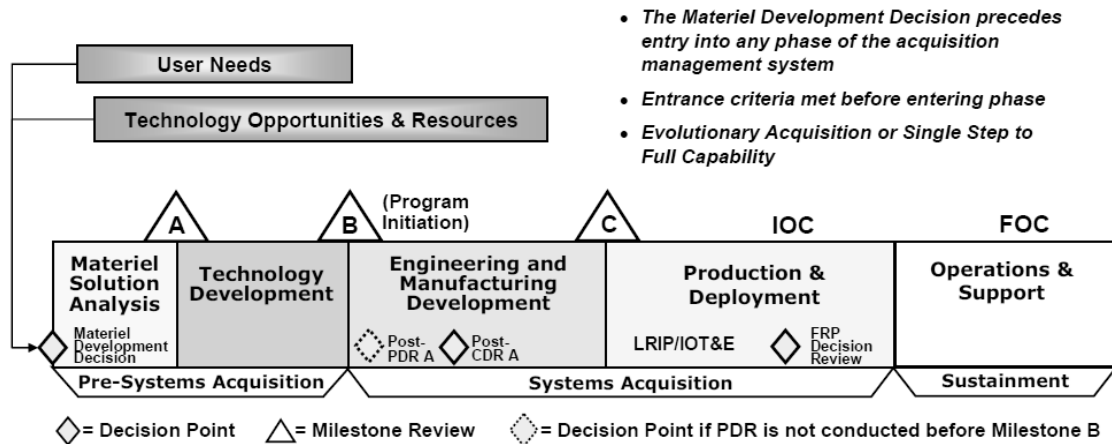 • The Materiel Development Decision precedes
entry into any phase of the acquisition
management system
• Entrance criteria met before entering phase
• Evolutionary Acquisition or Single Step to
Full Capability
User Needs
Technology Opportunities & Resources
A
B
(Program
Initiation)
C
IOC
FOC
Materiel
Solution
Analysis
Materiel
Development
Decision
Technology
Development
Engineering and
Manufacturing
Development
Post-
PDR A
Post-
CDR A
Production &
Deployment
LRIP/IOT&E
FRP
Decision
Review
Operations &
Support
Pre-Systems Acquisition
Systems Acquisition
Sustainment
= Decision Point
= Milestone Review
= Decision Point if PDR is not conducted before Milestone B